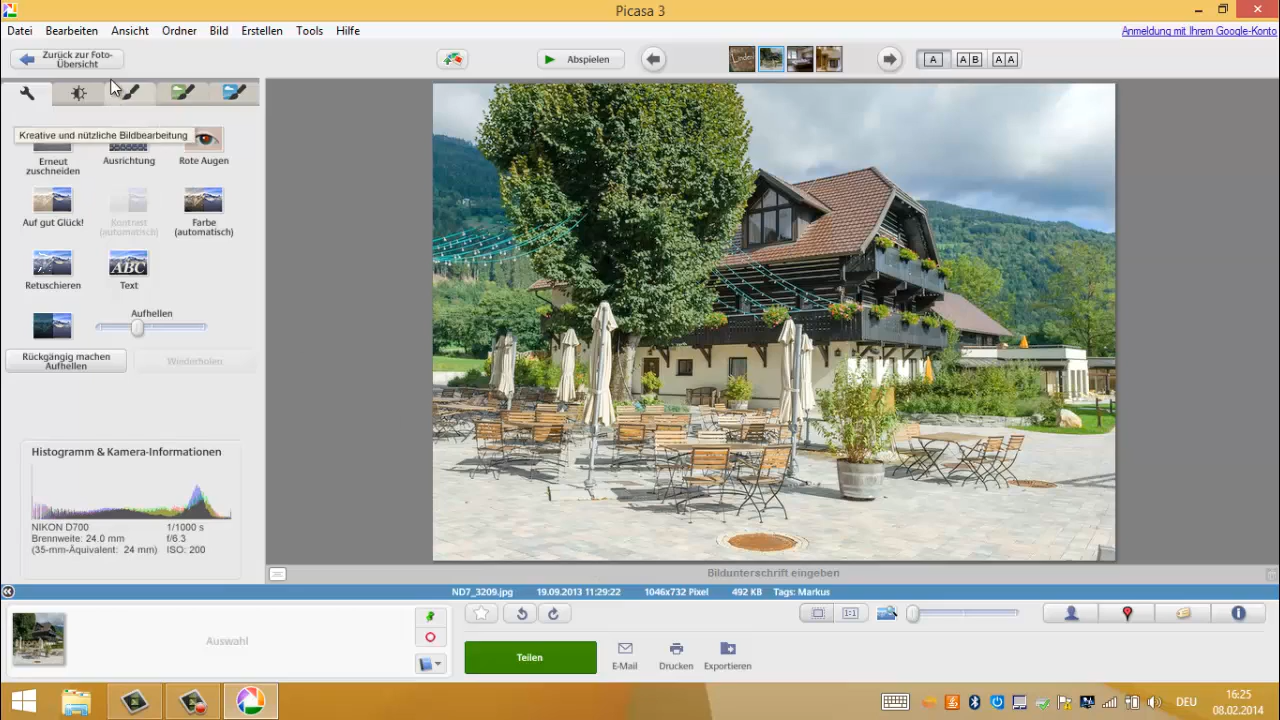 Picasa 3
Datei Bearbeiten Ansicht Ordner Bild Erstellen Tools Hilfe
Anmeldung mit Ihrem Google-Konto
Zurück zur Foto-
Übersicht
Abspielen
A
A B
A A
Kreative und nützliche Bildbearbeitung
Erneut
zuschneiden
Ausrichtung
Rote Augen
Auf gut Glück!
Kontrast
(automatisch)
Farbe
(automatisch)
ABC
Retuschieren
Text
Aufhellen
Rückgängig machen
Aufhellen
Wiederholen
Histogramm & Kamera-Informationen
NIKON D700
Brennweite: 24.0 mm
(35-mm-Äquivalent: 24 mm)
1/1000 s
f/6.3
ISO: 200
Bildunterschrift eingeben
ND7_3209.jpg 19.09.2013 11:29:22 1046x732 Pixel 492 KB Tags: Markus
Auswahl
1:1
Teilen
E-Mail
Drucken
Exportieren
DEU
16:25
08.02.2014